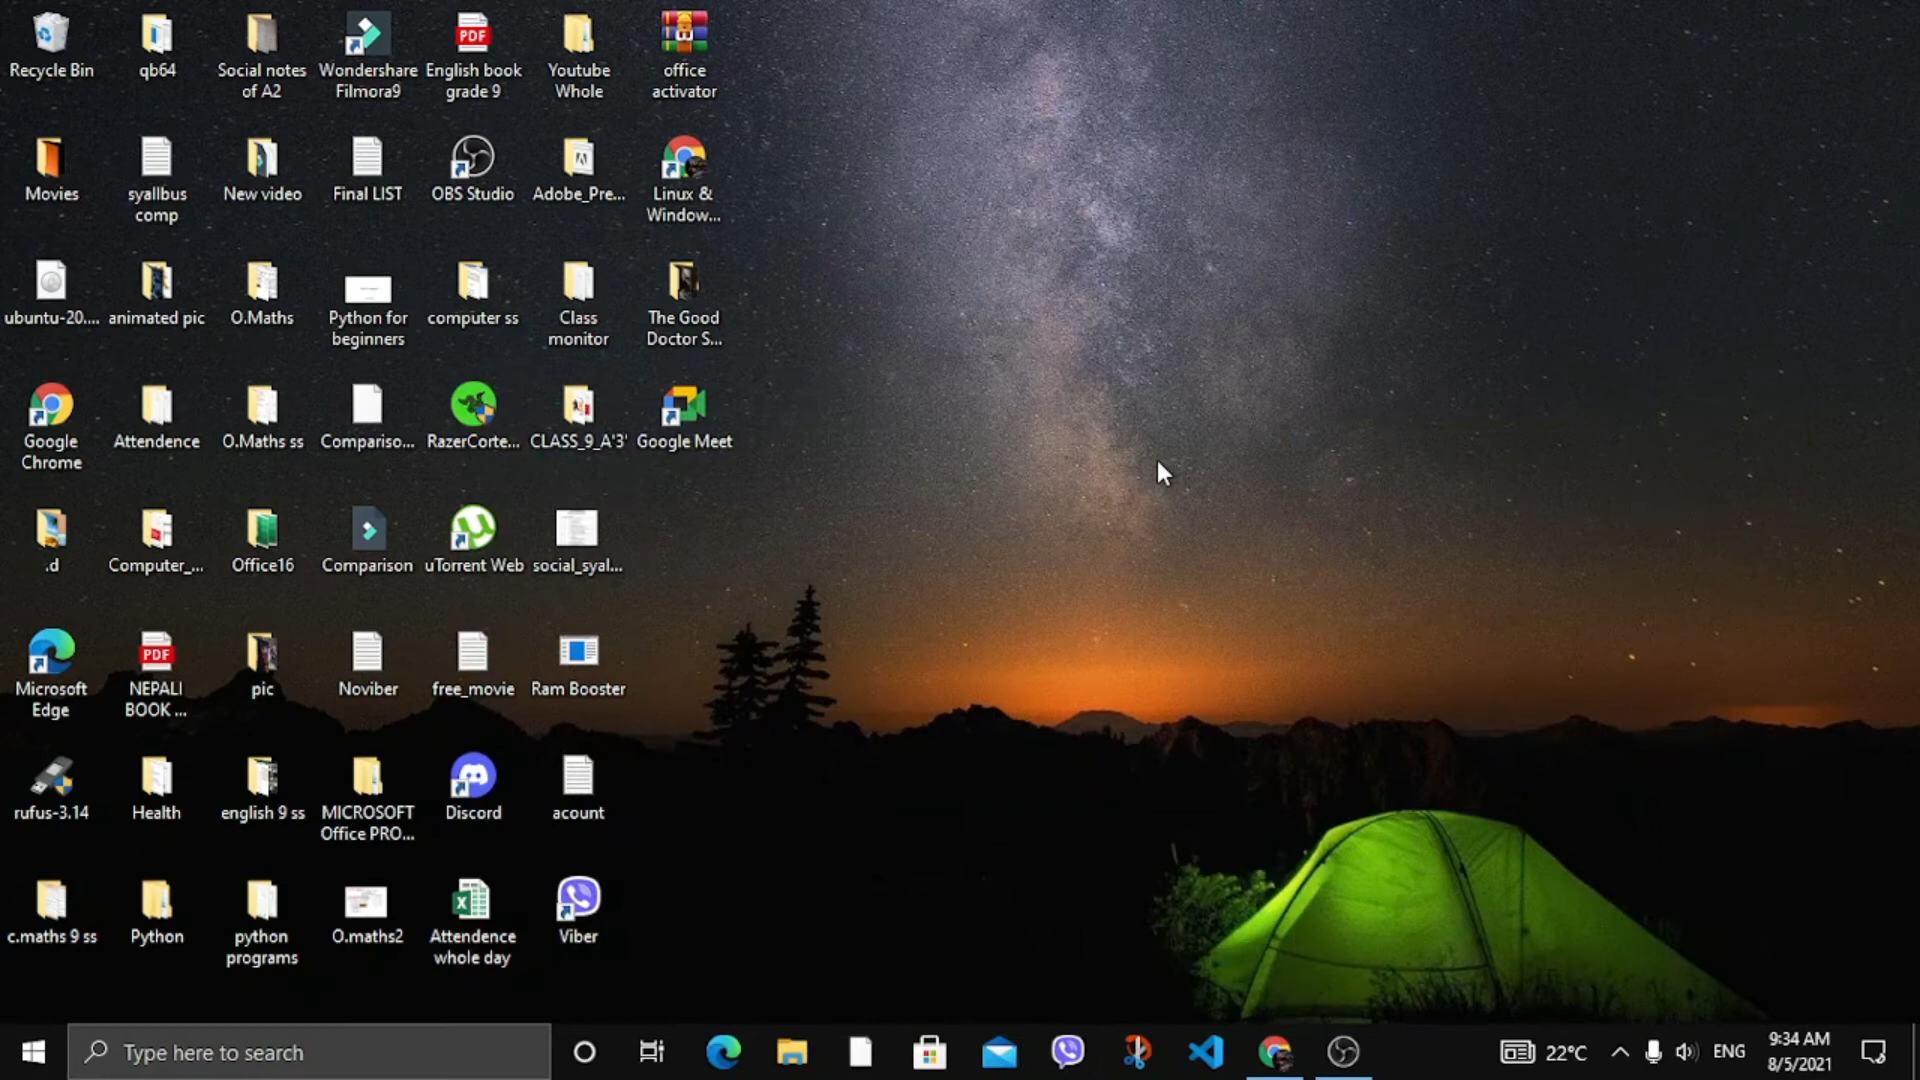 Recycle Bin
qb64
Social notes
of A2
Wondershare
Filmora9
PDF
English book
grade 9
Youtube
Whole
office
activator
Movies
syallbus
comp
New video
Final LIST
OBS Studio
Adobe_Pre...
Linux &
Window...
ubuntu-20....
animated pic
O.Maths
Python for
beginners
computer ss
Class
monitor
The Good
Doctor S...
Google
Chrome
Attendence
O.Maths ss
Compariso...
RazerCorte...
CLASS_9_A'3'
Google Meet
.d
Computer_...
Office16
Comparison
uTorrent Web
social_syal...
Microsoft
Edge
PDF
NEPALI
BOOK ...
pic
Noviber
free_movie
Ram Booster
rufus-3.14
Health
english 9 ss
MICROSOFT
Office PRO...
Discord
acount
c.maths 9 ss
Python
python
programs
O.maths2
Attendence
whole day
Viber
Type here to search
22°C
ENG
9:34 AM
8/5/2021